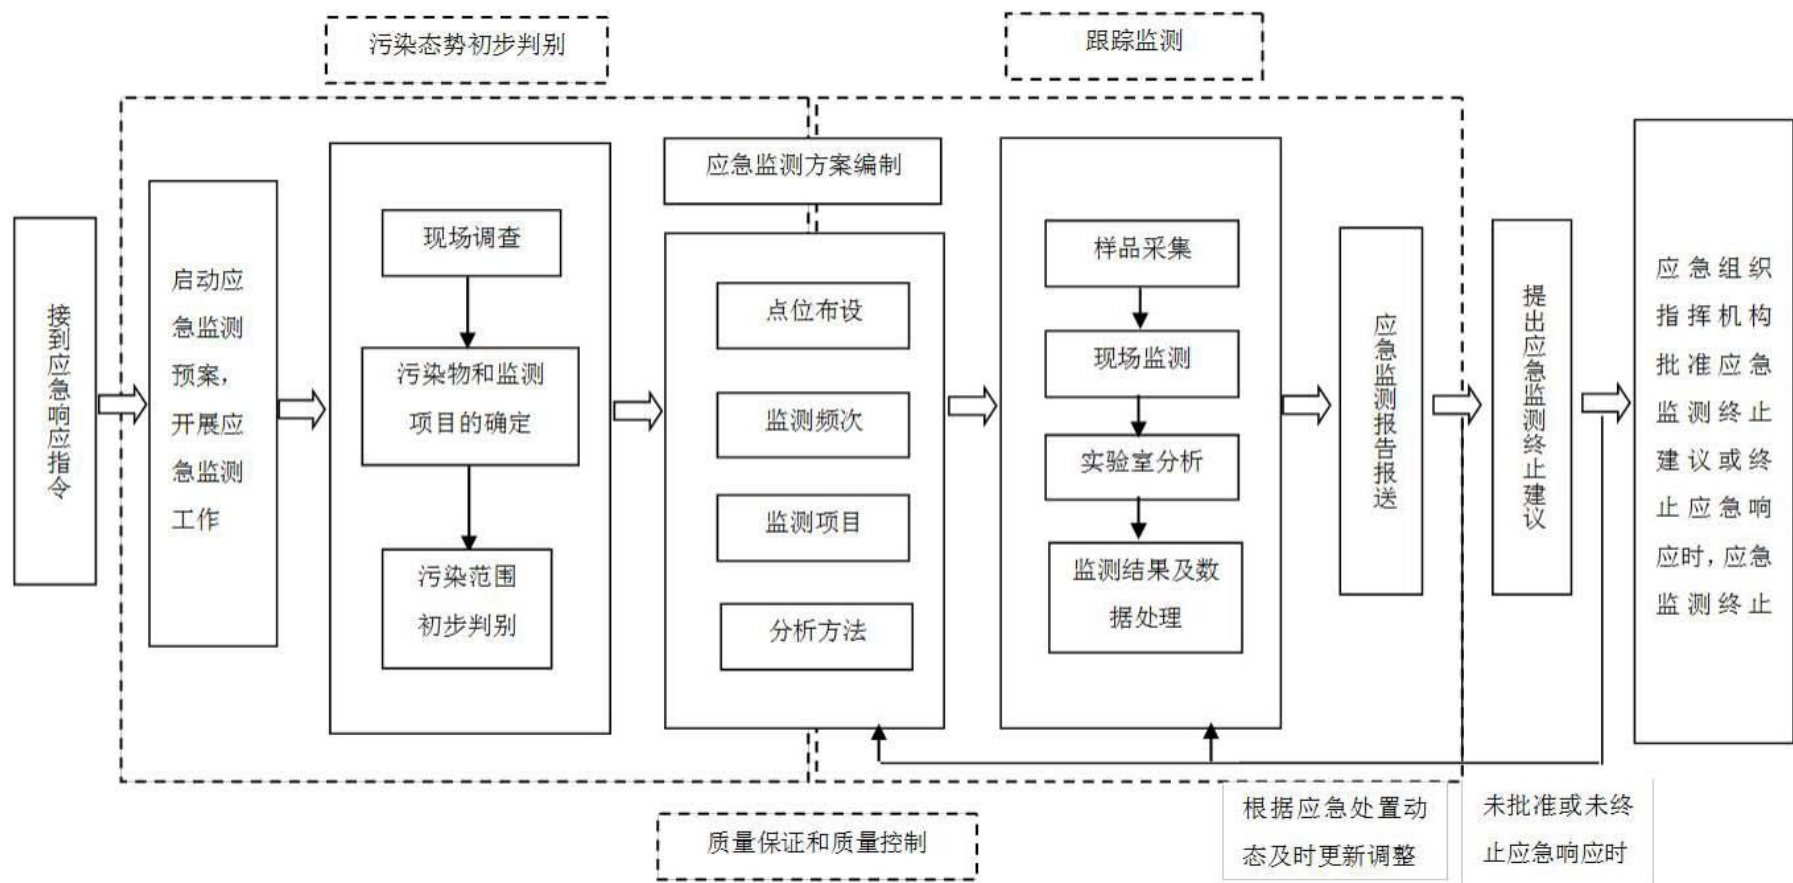 污染态势初步判别
跟踪监测
接到应急响应指令
启动应
急监测
预案，
开展应
急监测
工作
现场调查
污染物和监测
项目的确定
污染范围
初步判别
应急监测方案编制
点位布设
监测频次
监测项目
分析方法
样品采集
现场监测
实验室分析
监测结果及数
据处理
应急监测报告报送
提出应急监测终止建议
应急组织
指挥机构
批准应急
监测终止
建议或终
止应急响
应时，应急
监测终止
质量保证和质量控制
根据应急处置动
态及时更新调整
未批准或未终
止应急响应时